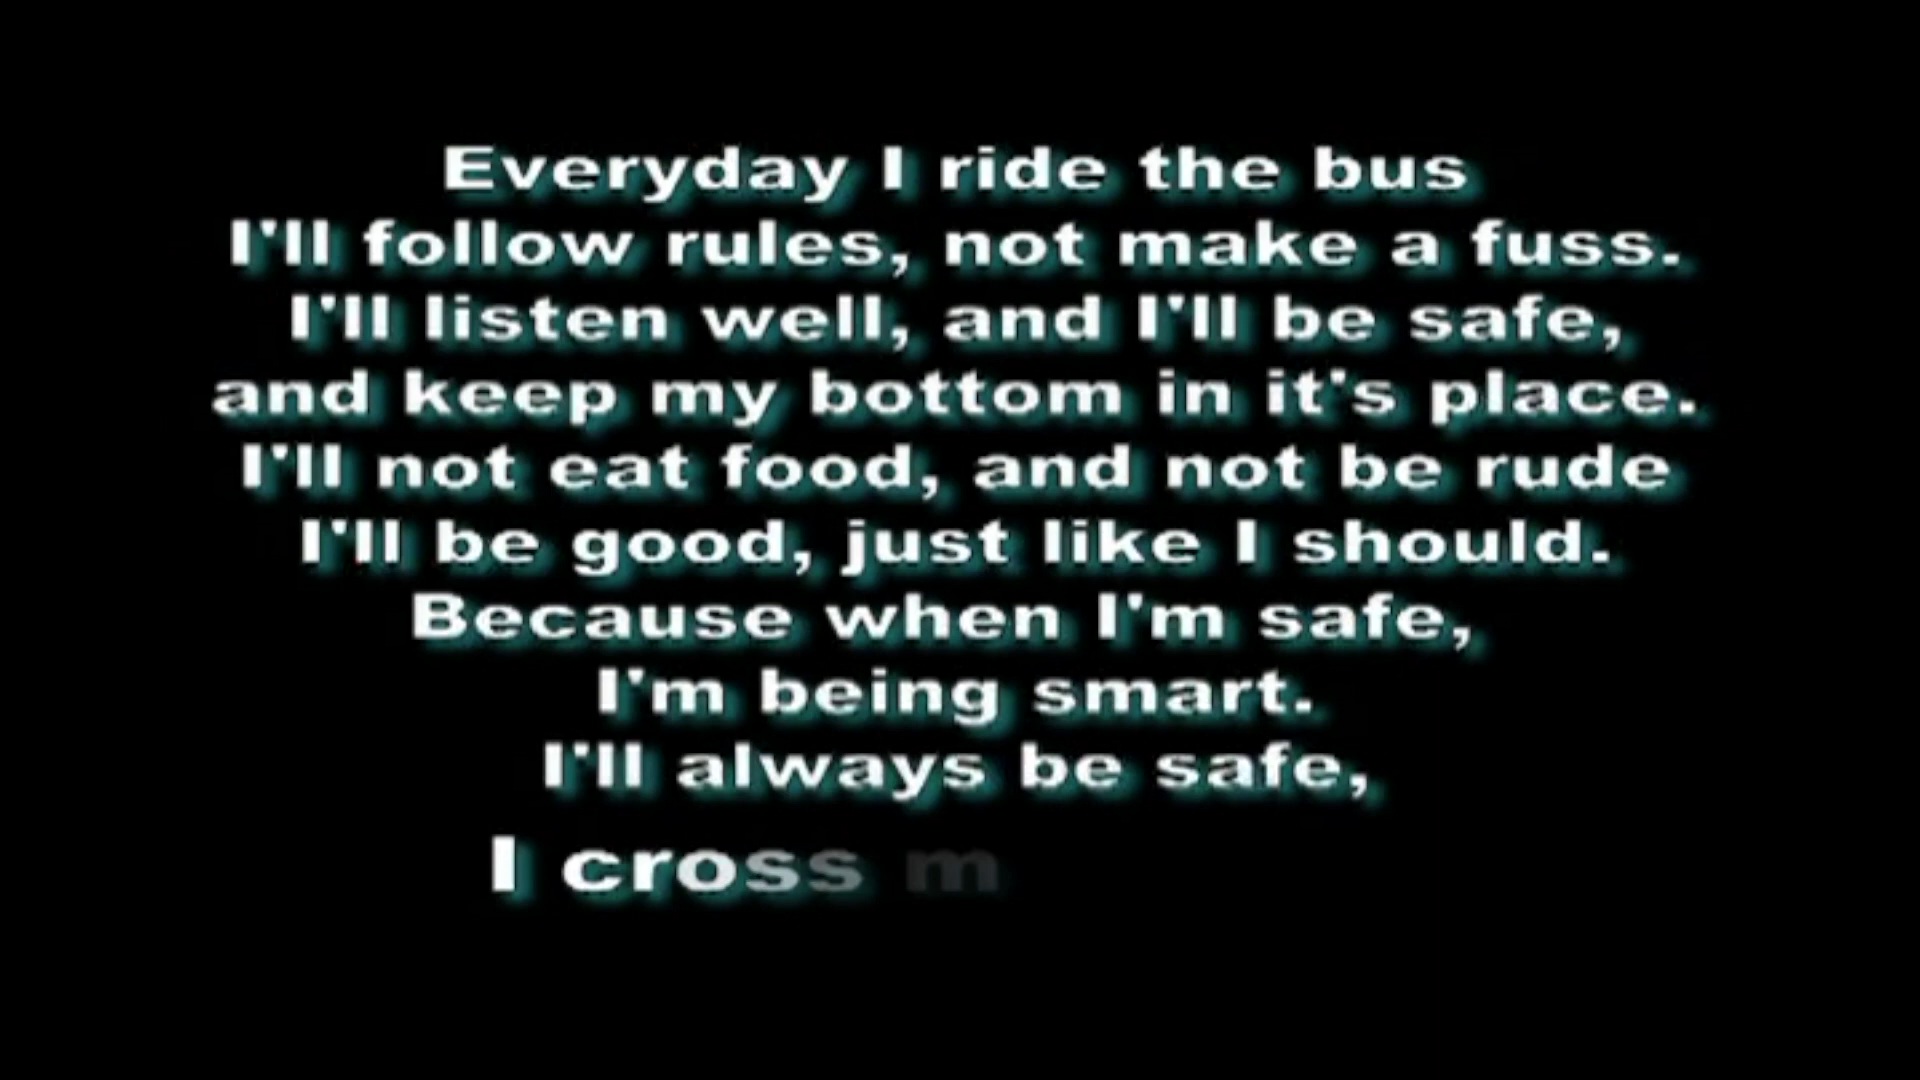 Everyday I ride the bus
I'll follow rules, not make a fuss.
I'll listen well, and I'll be safe,
and keep my bottom in it's place.
I'll not eat food, and not be rude
I'll be good, just like I should.
Because when I'm safe,
I'm being smart.
I'll always be safe,
I cross m